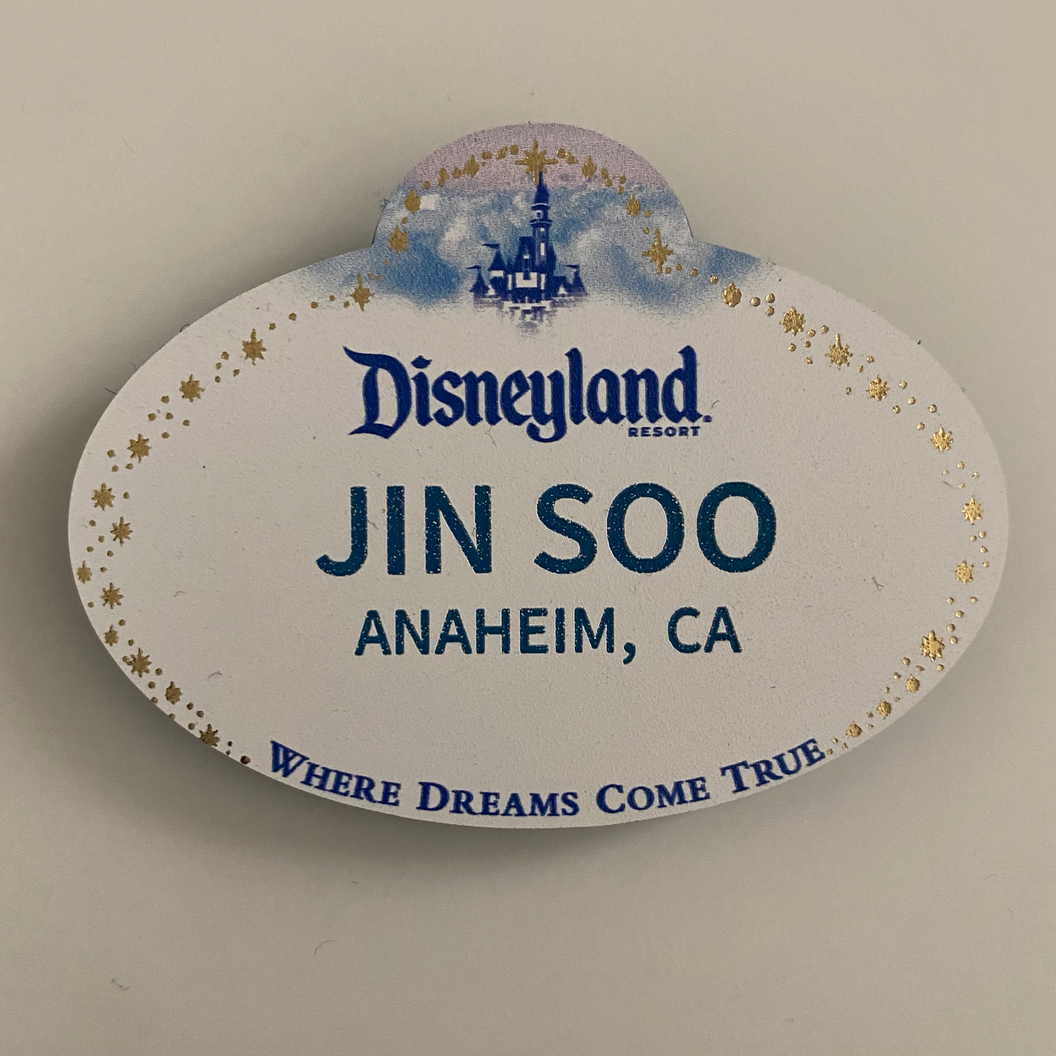 Disneyland
RESORT
JIN SOO
ANAHEIM, CA
WHERE DREAMS COME TRUE